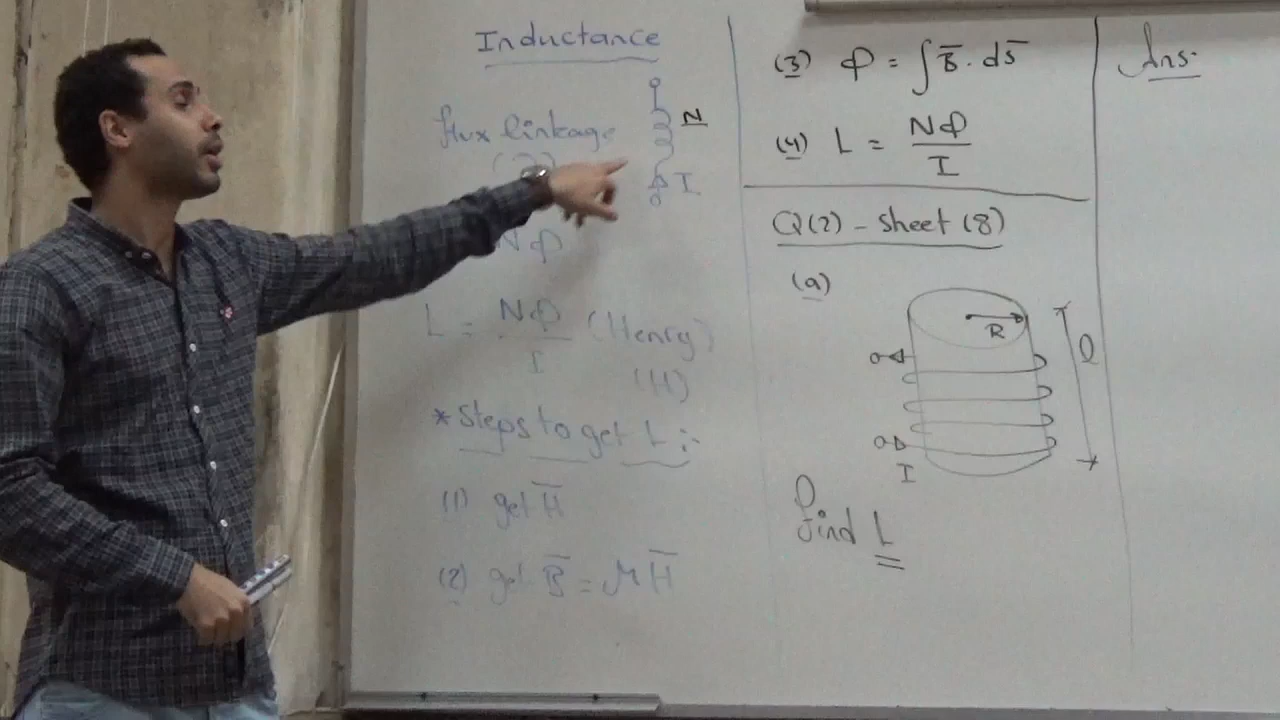 Inductance
flux linkage
(λ)
N
I
NΦ
L = NΦ / I (Henry)
(H)
* Steps to get L :-
(1) get H̅
(2) get B̅ = μH̅
(3) Φ = ∫ B̅ . ds̅
(4) L = NΦ / I
Q(2) - Sheet (8)
(a)
R
l
I
find L
Ans.